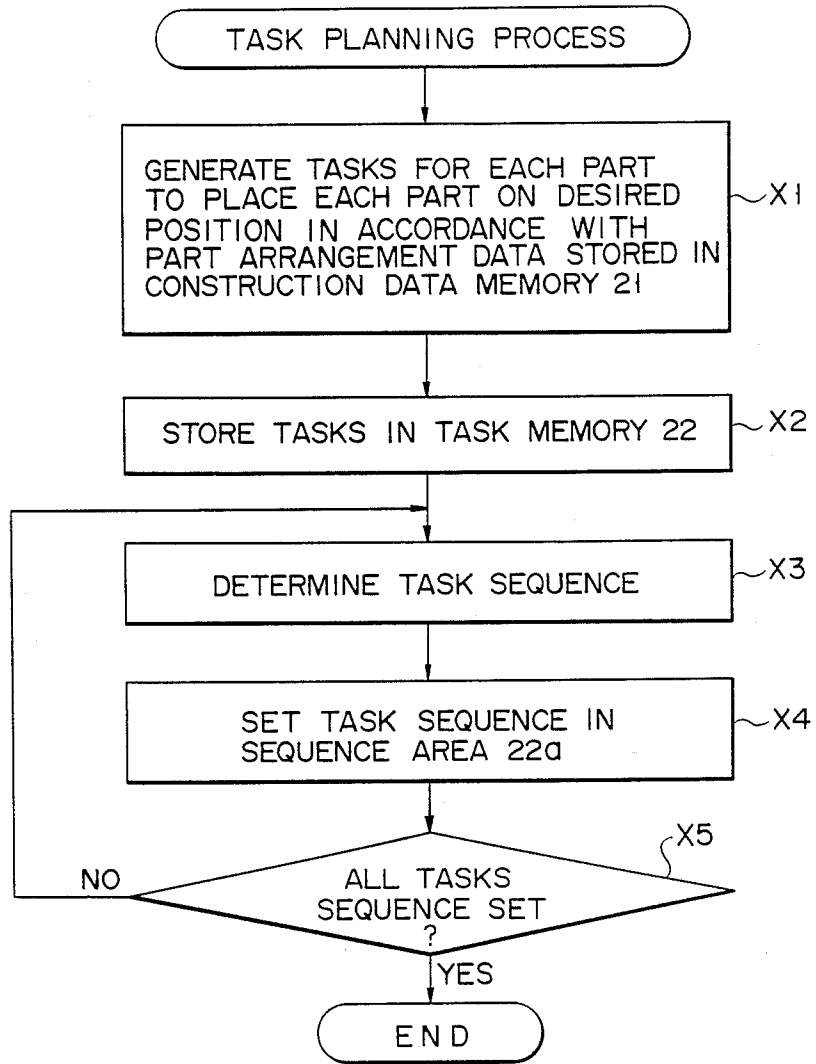 TASK PLANNING PROCESS
GENERATE TASKS FOR EACH PART
TO PLACE EACH PART ON DESIRED
POSITION IN ACCORDANCE WITH
PART ARRANGEMENT DATA STORED IN
CONSTRUCTION DATA MEMORY 21
X1
STORE TASKS IN TASK MEMORY 22
X2
DETERMINE TASK SEQUENCE
X3
SET TASK SEQUENCE IN
SEQUENCE AREA 22a
X4
X5
NO
ALL TASKS
SEQUENCE SET
?
YES
END